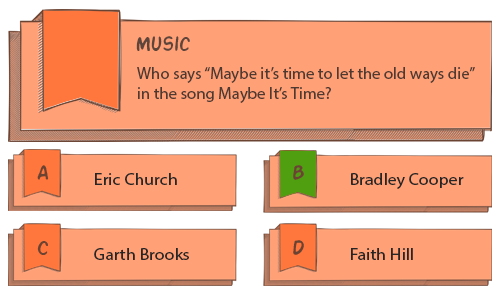 MUSIC
Who says “Maybe it’s time to let the old ways die”
in the song Maybe It’s Time?
A Eric Church
B Bradley Cooper
C Garth Brooks
D Faith Hill